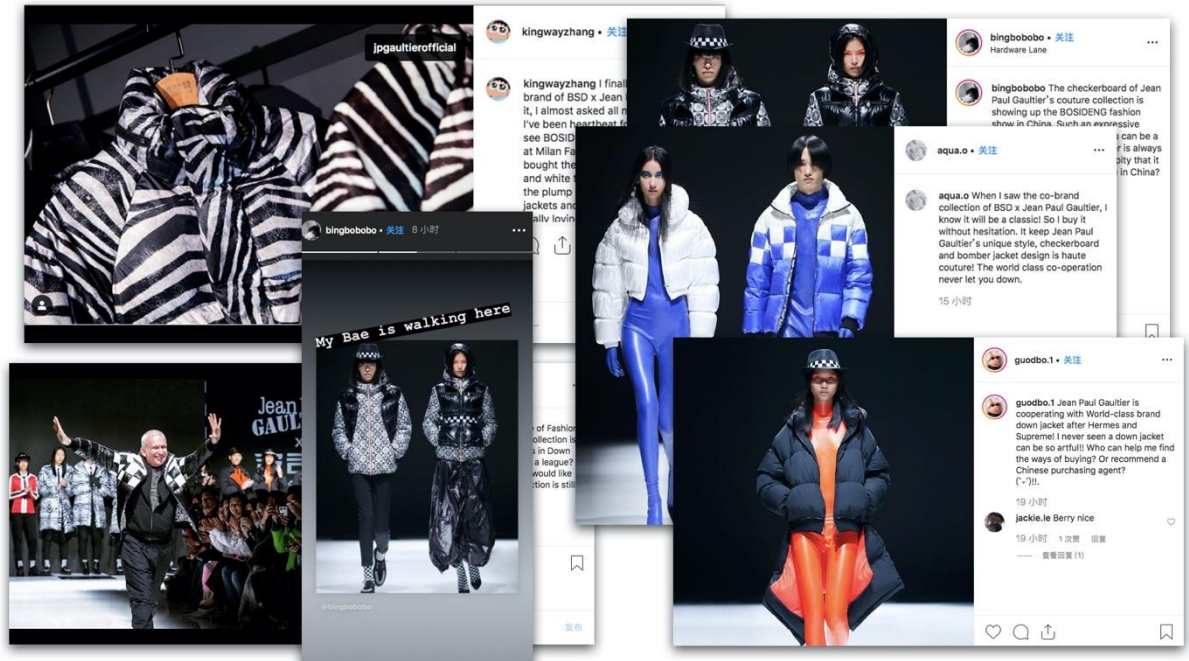 jpgaultierofficial
kingwayzhang • 关注
kingwayzhang I
brand of BSD x Jean
it, I almost asked all
I've been heartbeat
see BOSID
at Milan
bought the
and white
the plump
jackets and
bingbobobo • 关注
Hardware Lane
bingbobobo The checkerboard of Jean
Paul Gaultier's couture collection is
showing up the BOSIDENG fashion
show in China. Such an expressive
can be a
is always
it
in China?
aqua.o • 关注
aqua.o When I saw the co-brand
collection of BSD x Jean Paul Gaultier, I
know it will be a classic! So I buy it
without hesitation. It keep Jean Paul
Gaultier's unique style, checkerboard
and bomber jacket design is haute
couture! The world class co-operation
never let you down.
15 小时
bingbobobo • 关注 8 小时
My Bae is walking here
@bingbobobo
Jean
GAUL
x
of Fashion
is
in Down
a league?
would like
is still
发布
guodbo.1 • 关注
guodbo.1 Jean Paul Gaultier is
cooperating with World-class brand
down jacket after Hermes and
Supreme! I never seen a down jacket
can be so artful!! Who can help me find
the ways of buying? Or recommend a
Chinese purchasing agent?
(ˇ˅ˇ)!!.
19 小时
jackie.le Berry nice
19 小时 1 次赞 回复
查看回复 (1)